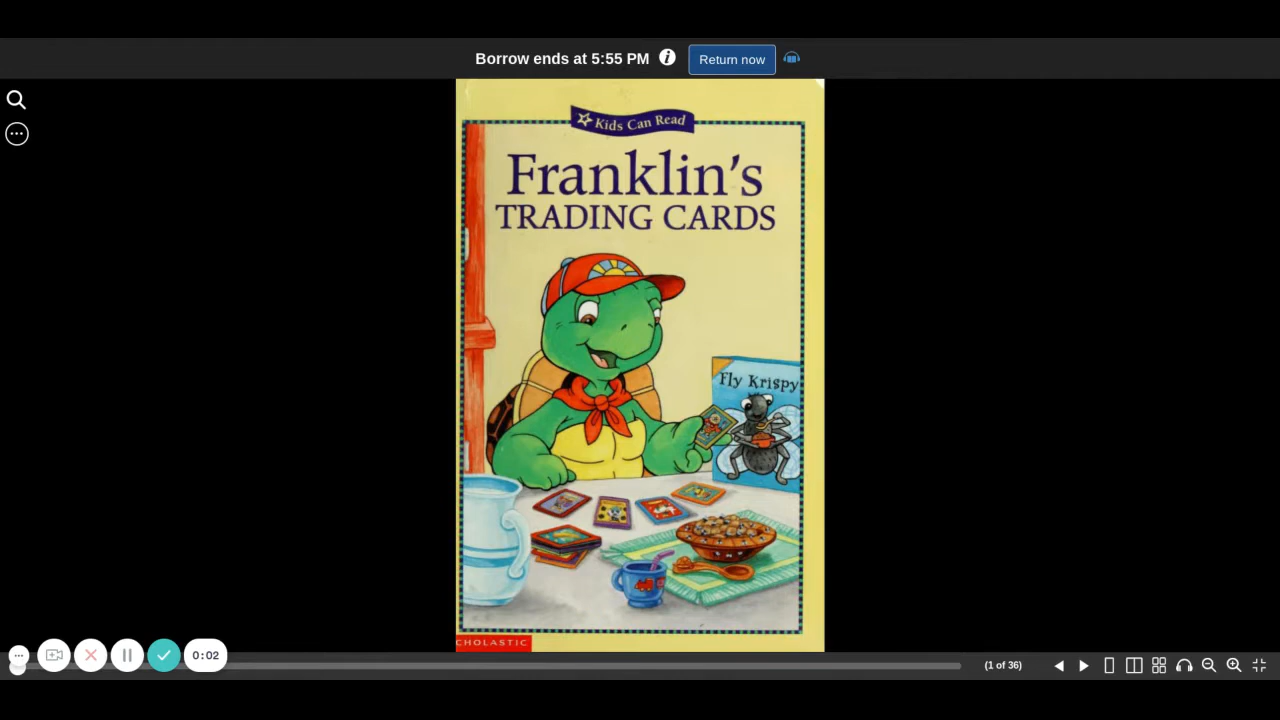 Borrow ends at 5:55 PM
Return now
Kids Can Read
Franklin's
TRADING CARDS
Fly Krispy
CHOLASTIC
0:02
(1 of 36)